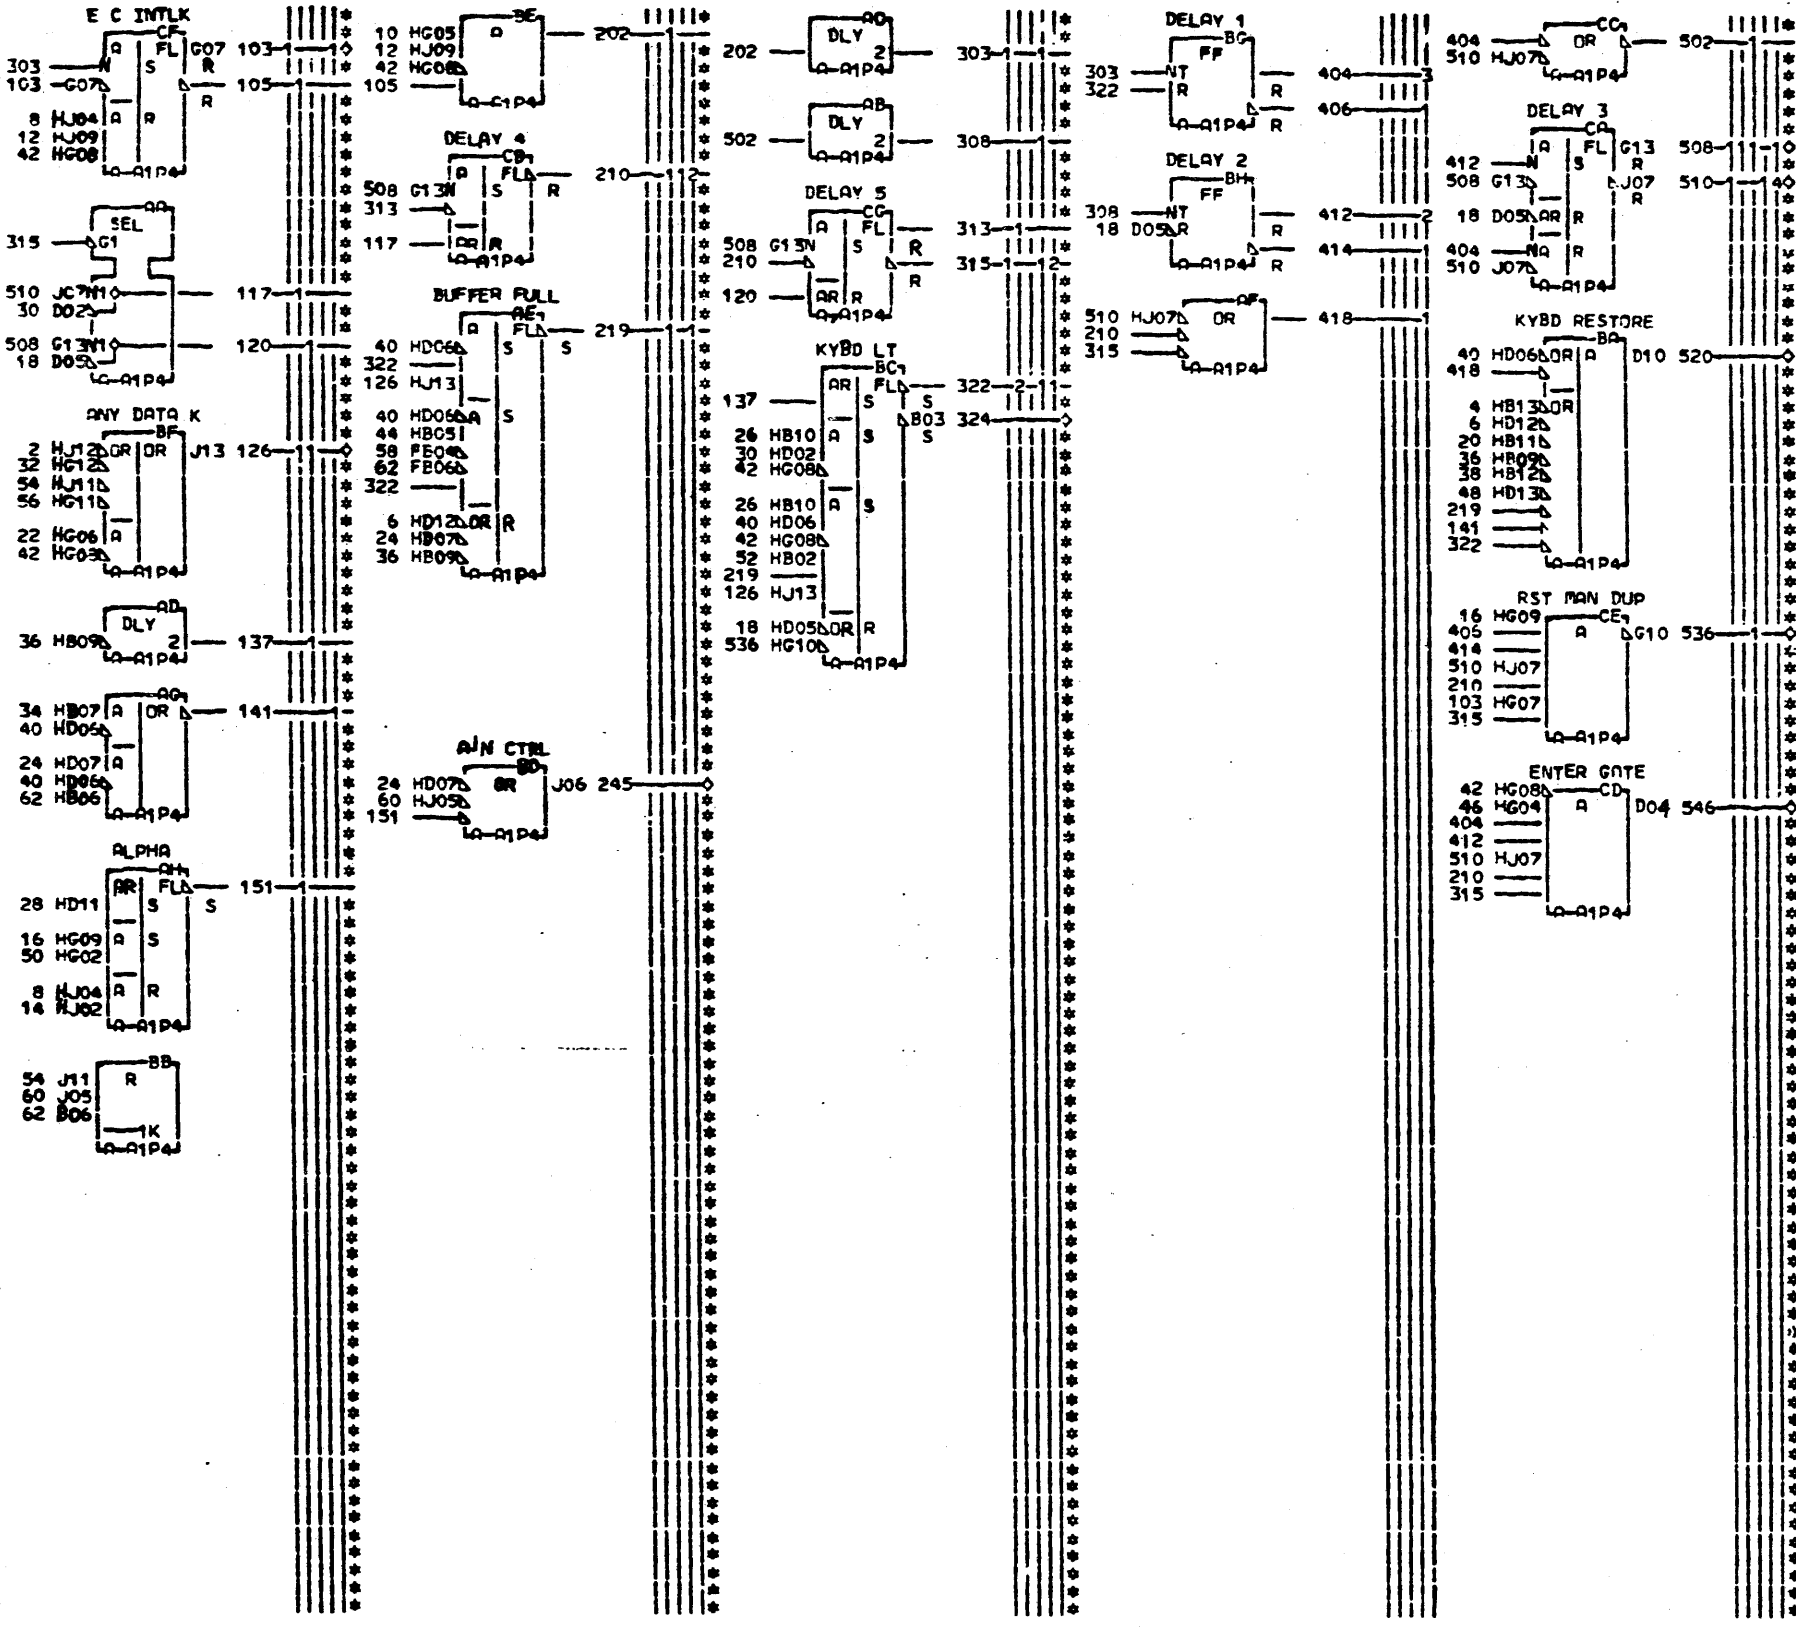 E C INTLK
CF
A FL G07 103-1-1
303 N S R
103 G07 105-1
R
8 HJ04 A R
12 HJ09
42 HG08
A-A1P4
AA
SEL
315 G1
510 N1 117-1
30 D02
508 G13N1 120-1
18 D05
A-A1P4
ANY DATA K
BF
2 HJ12 OR OR J13 126-11
32 HG12
54 HJ11
56 HG11
22 HG06 A
42 HG03
A-A1P4
AD
DLY
36 HB09 2 137-1
A-A1P4
AG
34 HB07 A OR 141-1
40 HD06
24 HD07 A
40 HD06
62 HB06
A-A1P4
ALPHA
AH
AR FL 151-1
28 HD11 S S
16 HG09 A S
50 HG02
8 HJ04 A R
14 HJ02
A-A1P4
BB
54 J11 R
60 J05
62 B06
K
A-A1P4
BE
10 HG05 A 202-1
12 HJ09
42 HG08
105
A-C1P4
DELAY 4
CB
A FL 210-112
508 G13N S R
313
117 AR R
A-A1P4
BUFFER FULL
AE
A FL 219-1-1
40 HD06 S S
322
126 HJ13
40 HD06 A S
44 HB05
58
62
322
6 HD12 OR R
24 HD07
36 HB09
A-A1P4
A/N CTRL
BD
24 HD07 OR J06 245
60 HJ05
151
A-A1P4
DLY
202 2 303-1-1
A-A1P4
AB
DLY
502 2 308-1
A-A1P4
DELAY 5
CG
A FL 313-1
508 G13N S R
210 315-1-12
R
120 AR R
A-A1P4
KYBD LT
BC
AR FL 322-2-11
137 S S
B03 324
26 HB10 A S S
30 HD02
42 HG08
26 HB10 A S
40 HD06
42 HG08
52 HB02
219
126 HJ13
18 HD05 OR R
536 HG10
A-A1P4
DELAY 1
BG
FF
303 NT 404-3
322 R R
406-1
A-A1P4 R
DELAY 2
BH
FF
308 NT 412-2
18 D05 R R
414-1
A-A1P4 R
AF
510 HJ07 OR 418-1
210
315
A-A1P4
CC
404 OR 502-1
510 HJ07
A-A1P4
DELAY 3
CA
A FL G13 508-111-1
412 N S R
508 G13 J07 510-1-1-4
R
18 D05 AR R
404 NA R
510 J07
A-A1P4
KYBD RESTORE
BA
40 HD06 OR A D10 520
418
4 HB13 OR
6 HD12
20 HB11
36 HB09
38 HB12
48 HD13
219
141
322
A-A1P4
RST MAN DUP
16 HG09 CE
406 A G10 536-1
414
510 HJ07
210
103 HG07
315
A-A1P4
ENTER GATE
42 HG08 CD
46 HG04 A D04 546
404
412
510 HJ07
210
315
A-A1P4